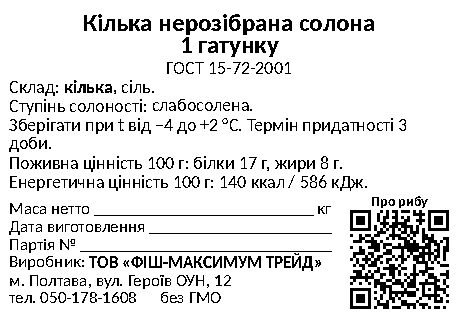 Кілька нерозібрана солона
1 гатунку
ГОСТ 15-72-2001
Склад: кілька, сіль.
Ступінь солоності: слабосолена.
Зберігати при t від −4 до +2 °С. Термін придатності 3
доби.
Поживна цінність 100 г: білки 17 г, жири 8 г.
Енергетична цінність 100 г: 140 ккал / 586 кДж.
Маса нетто ____________________________ кг
Дата виготовлення ______________________
Партія № ______________________________
Виробник: ТОВ «ФІШ-МАКСИМУМ ТРЕЙД»
м. Полтава, вул. Героїв ОУН, 12
тел. 050-178-1608 без ГМО
Про рибу